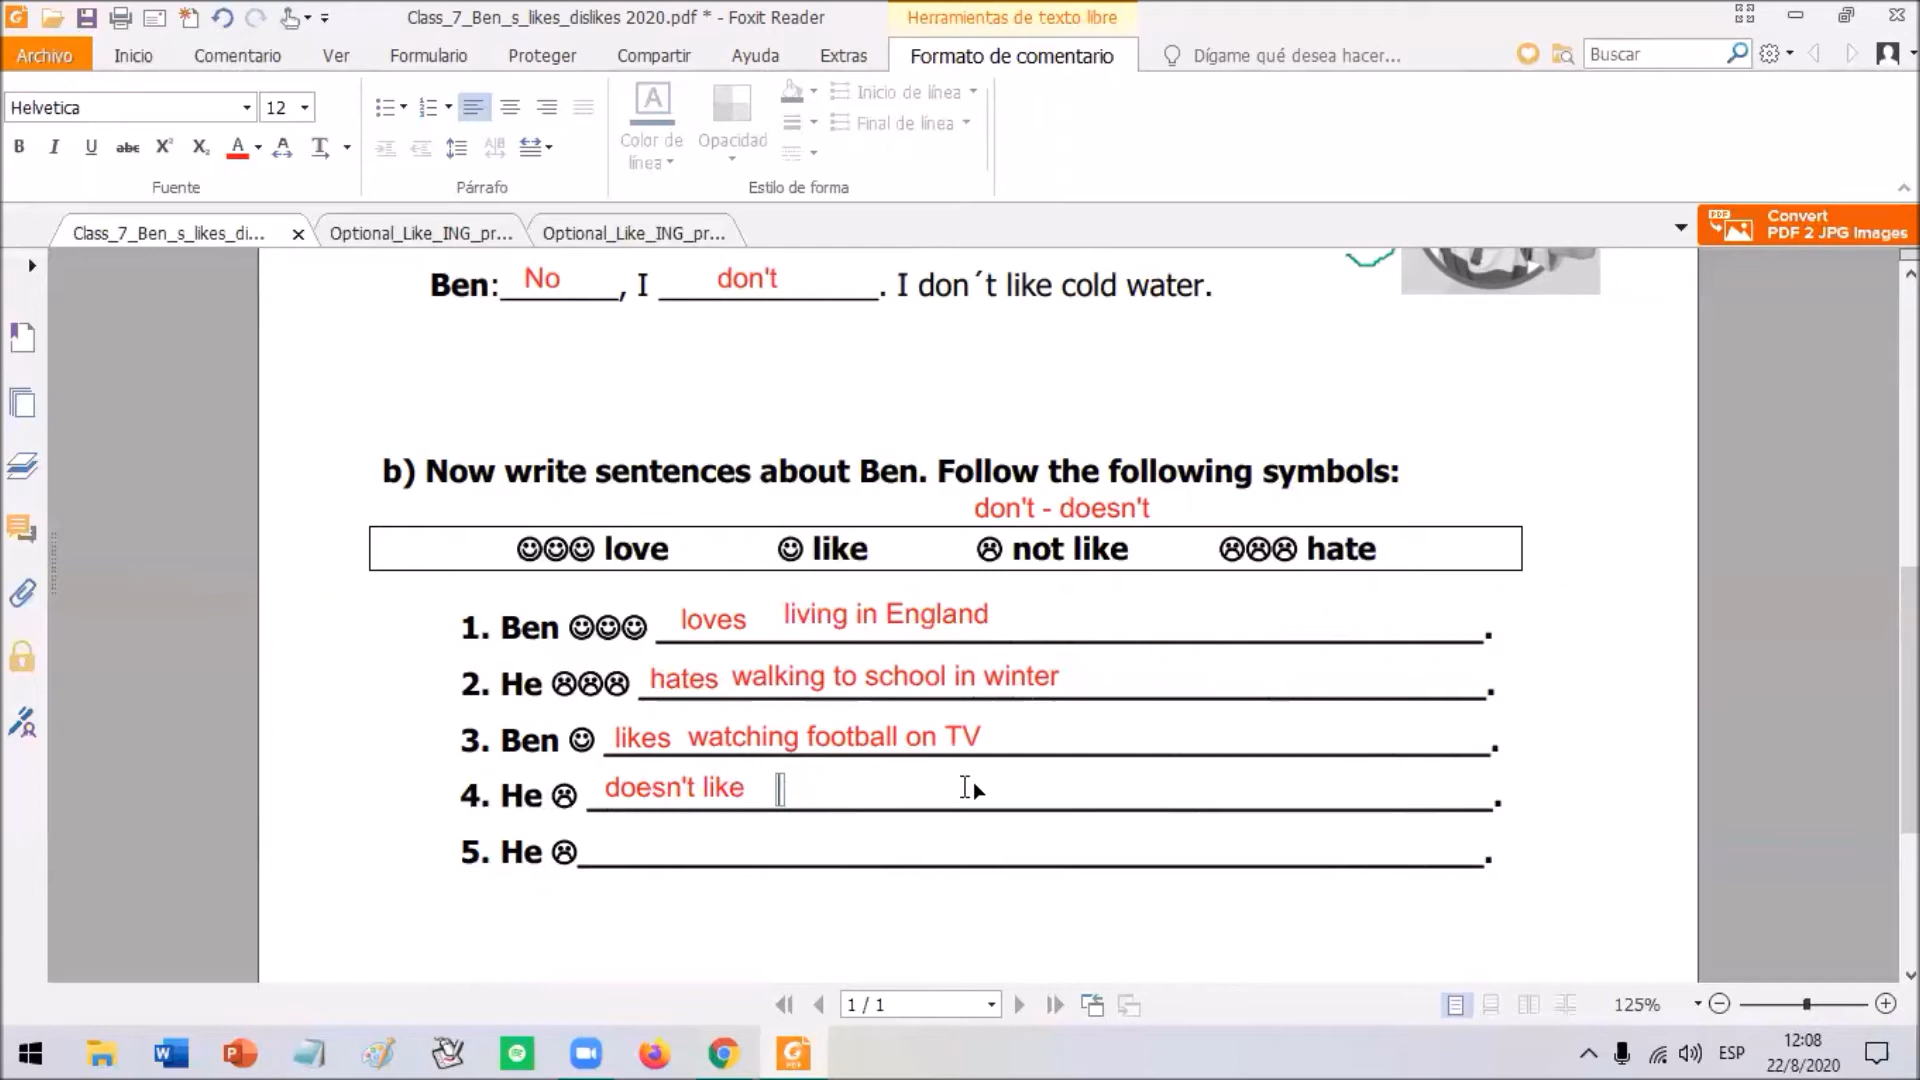 Class_7_Ben_s_likes_dislikes 2020.pdf * - Foxit Reader
Herramientas de texto libre
Archivo Inicio Comentario Ver Formulario Proteger Compartir Ayuda Extras Formato de comentario Dígame qué desea hacer... Buscar
Helvetica 12 Inicio de línea
Color de línea Opacidad Final de línea
Fuente Párrafo Estilo de forma
Class_7_Ben_s_likes_di... Optional_Like_ING_pr... Optional_Like_ING_pr... Convert
PDF 2 JPG Images
Ben: No , I don't . I don´t like cold water.
b) Now write sentences about Ben. Follow the following symbols:
don't - doesn't
☺☺☺ love ☺ like ☹ not like ☹☹☹ hate
1. Ben ☺☺☺ loves living in England .
2. He ☹☹☹ hates walking to school in winter .
3. Ben ☺ likes watching football on TV .
4. He ☹ doesn't like .
5. He ☹ .
1 / 1 125%
ESP 12:08
22/8/2020